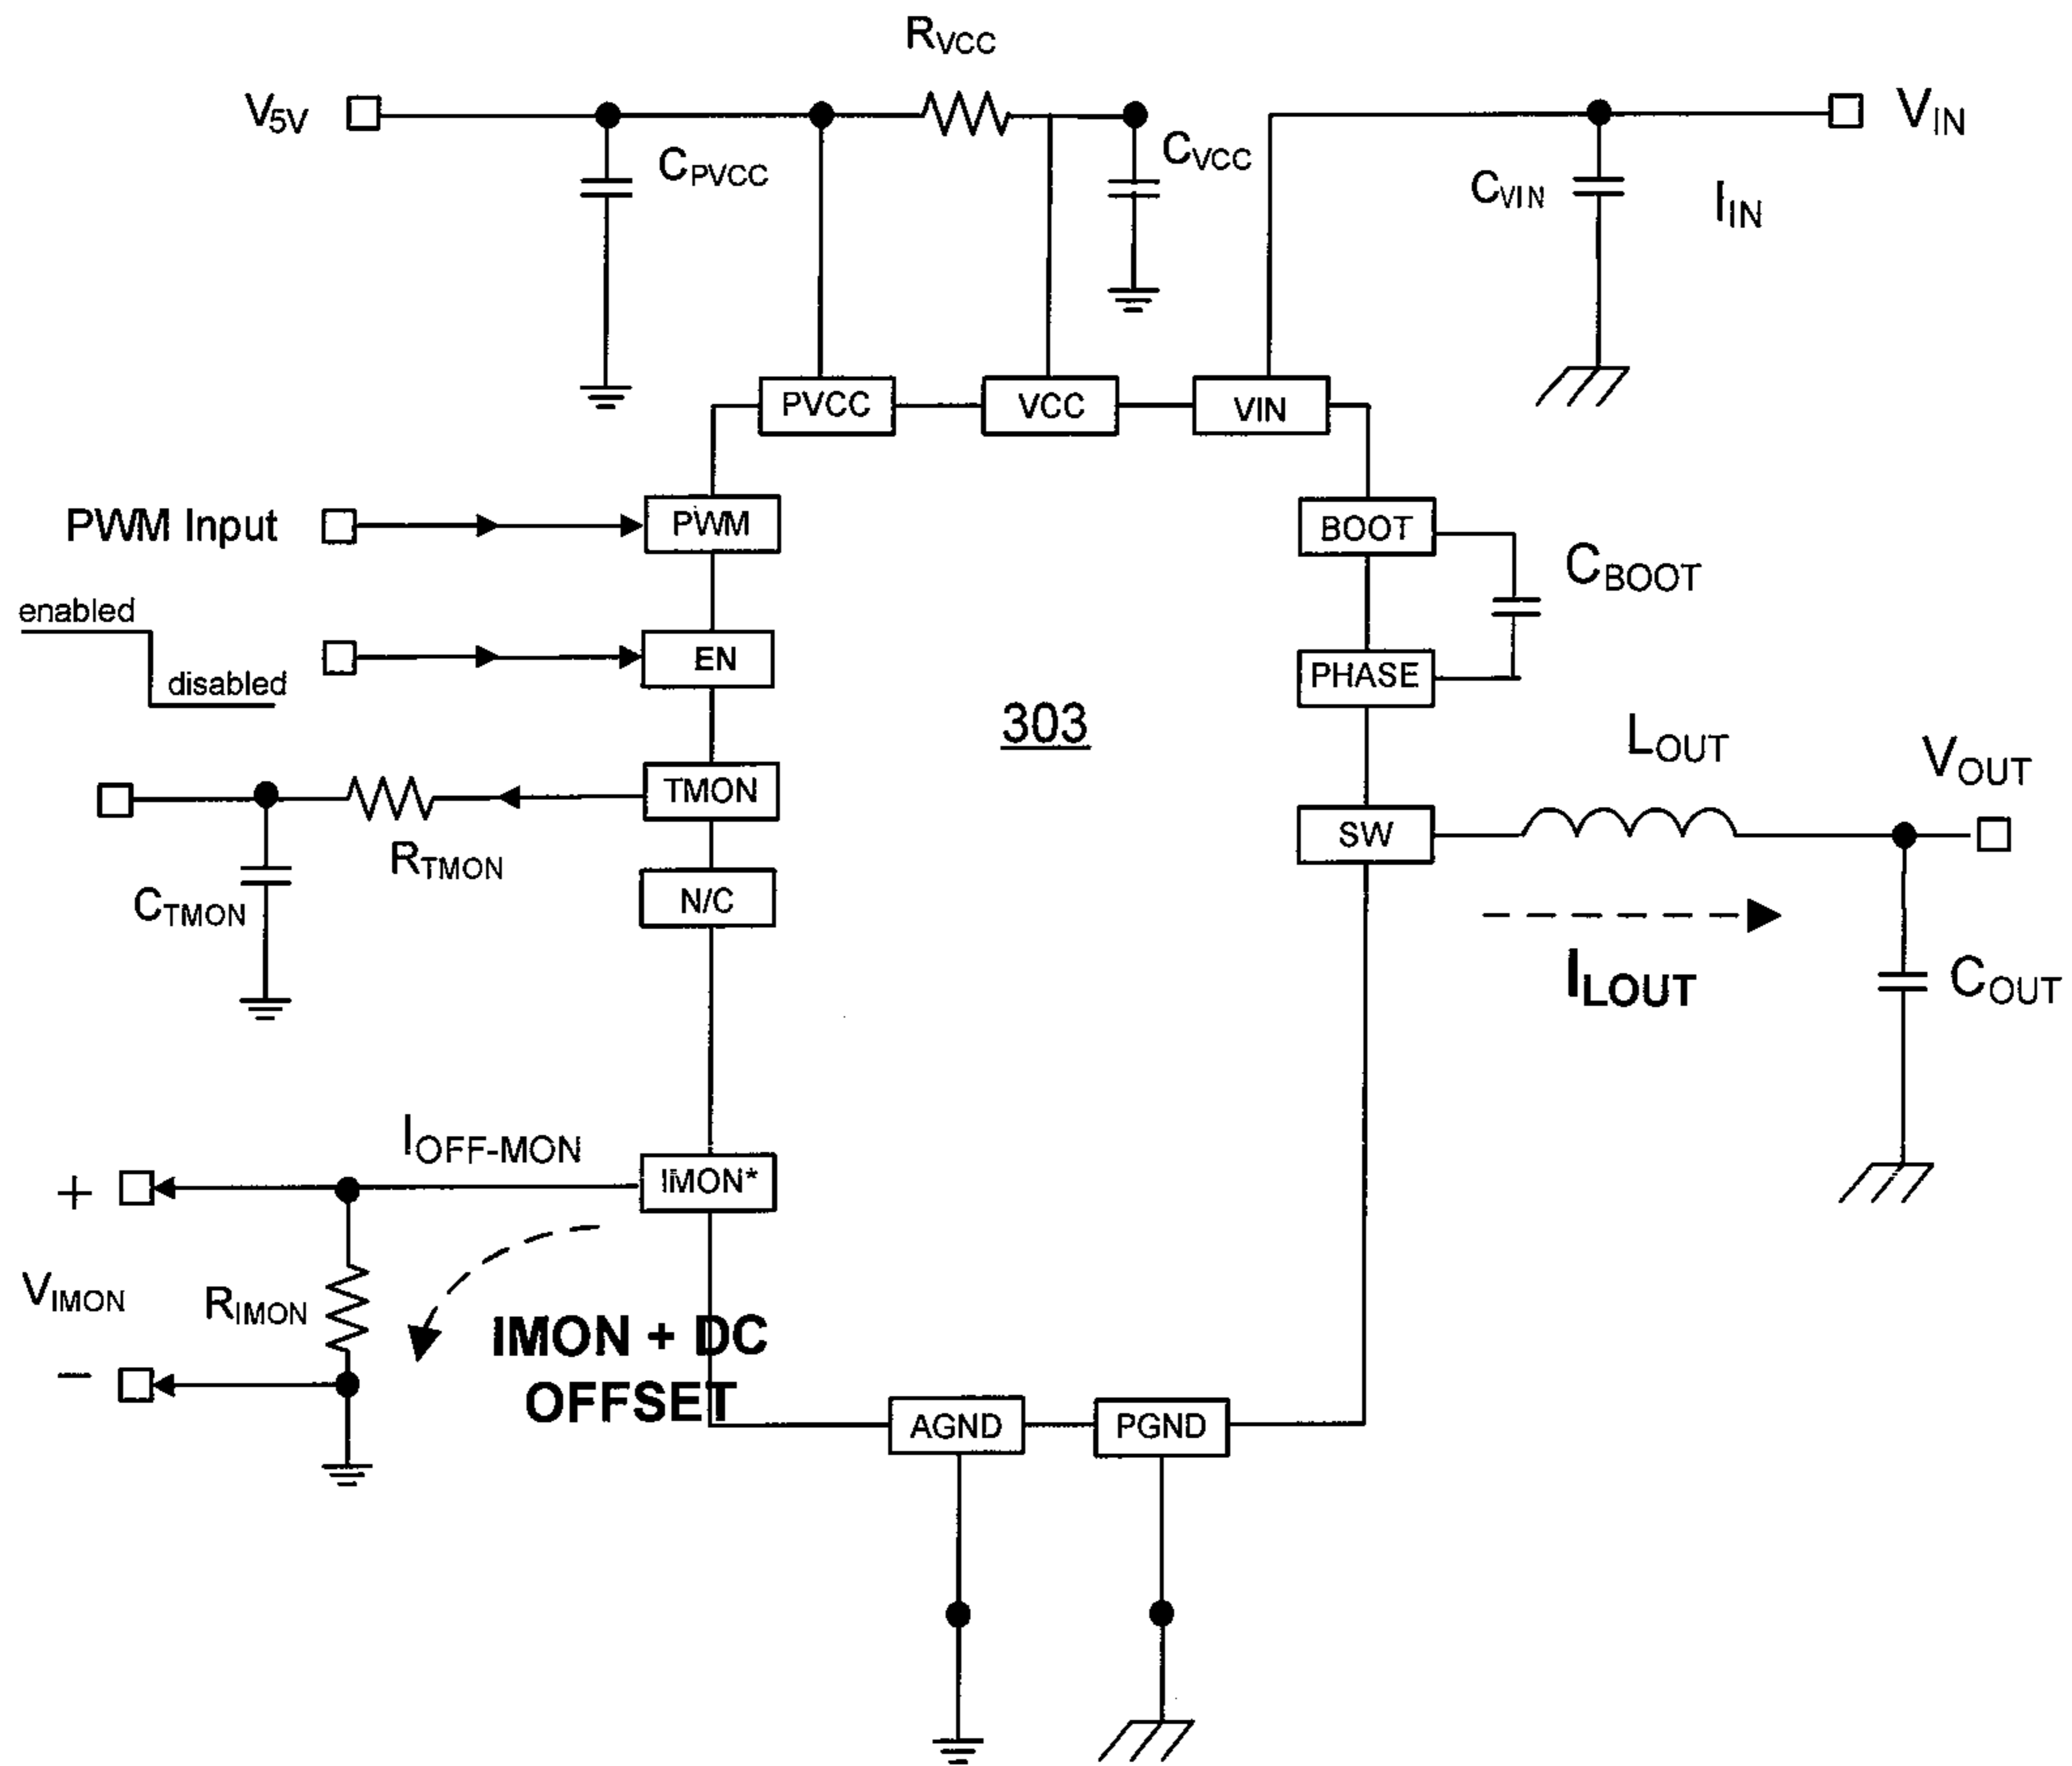 RVCC
V5V
CPVCC
CVCC
VIN
CVIN
IIN
PVCC
VCC
VIN
PWM Input
PWM
BOOT
CBOOT
enabled
disabled
EN
PHASE
303
LOUT
VOUT
TMON
RTMON
CTMON
N/C
SW
ILOUT
COUT
IOFF-MON
+
IMON*
VIMON
RIMON
−
IMON + DC
OFFSET
AGND
PGND